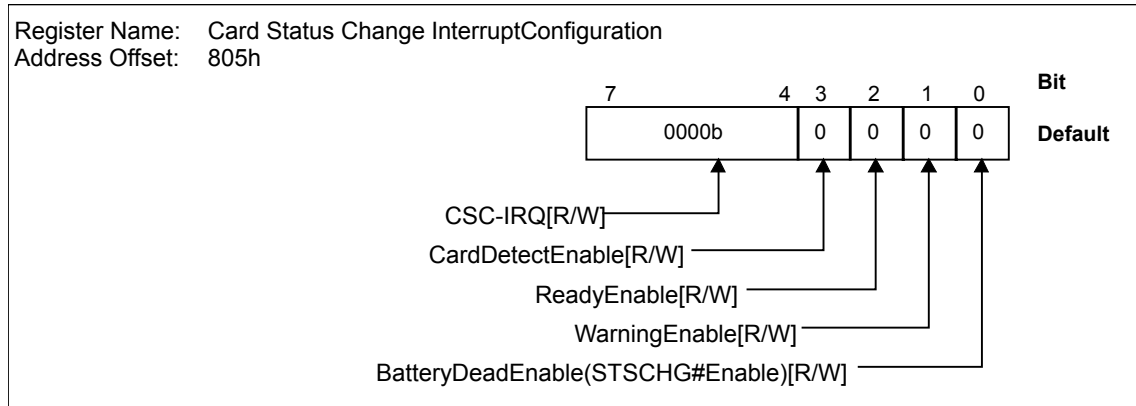 Register Name: Card Status Change InterruptConfiguration
Address Offset: 805h
Bit
7 4 3 2 1 0
0000b 0 0 0 0 Default
CSC-IRQ[R/W]
CardDetectEnable[R/W]
ReadyEnable[R/W]
WarningEnable[R/W]
BatteryDeadEnable(STSCHG#Enable)[R/W]